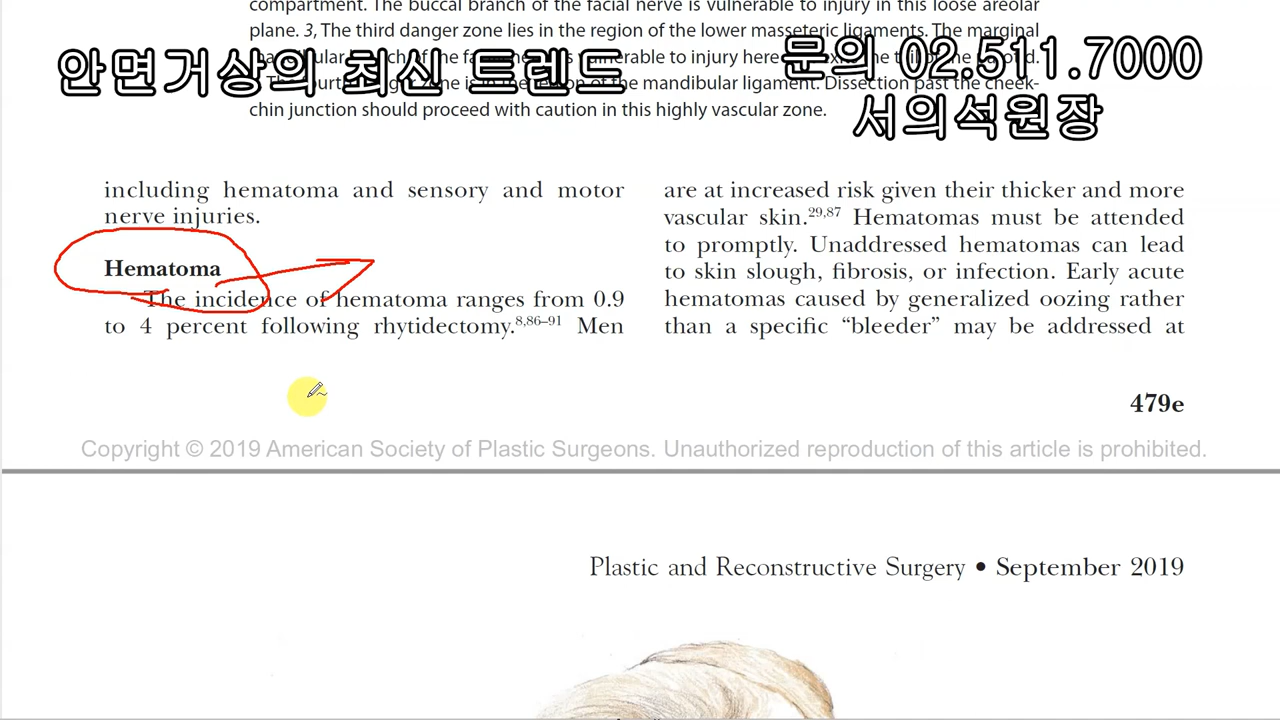 compartment. The buccal branch of the facial nerve is vulnerable to injury in this loose areolar
plane. 3, The third danger zone lies in the region of the lower masseteric ligaments. The marginal
안면거상의 최신 트렌드
문의 02.511.7000
서의석원장
of the mandibular ligament. Dissection past the cheek-
chin junction should proceed with caution in this highly vascular zone.
including hematoma and sensory and motor
nerve injuries.
Hematoma
The incidence of hematoma ranges from 0.9
to 4 percent following rhytidectomy.8,86–91 Men
are at increased risk given their thicker and more
vascular skin.29,87 Hematomas must be attended
to promptly. Unaddressed hematomas can lead
to skin slough, fibrosis, or infection. Early acute
hematomas caused by generalized oozing rather
than a specific “bleeder” may be addressed at
479e
Copyright © 2019 American Society of Plastic Surgeons. Unauthorized reproduction of this article is prohibited.
Plastic and Reconstructive Surgery • September 2019